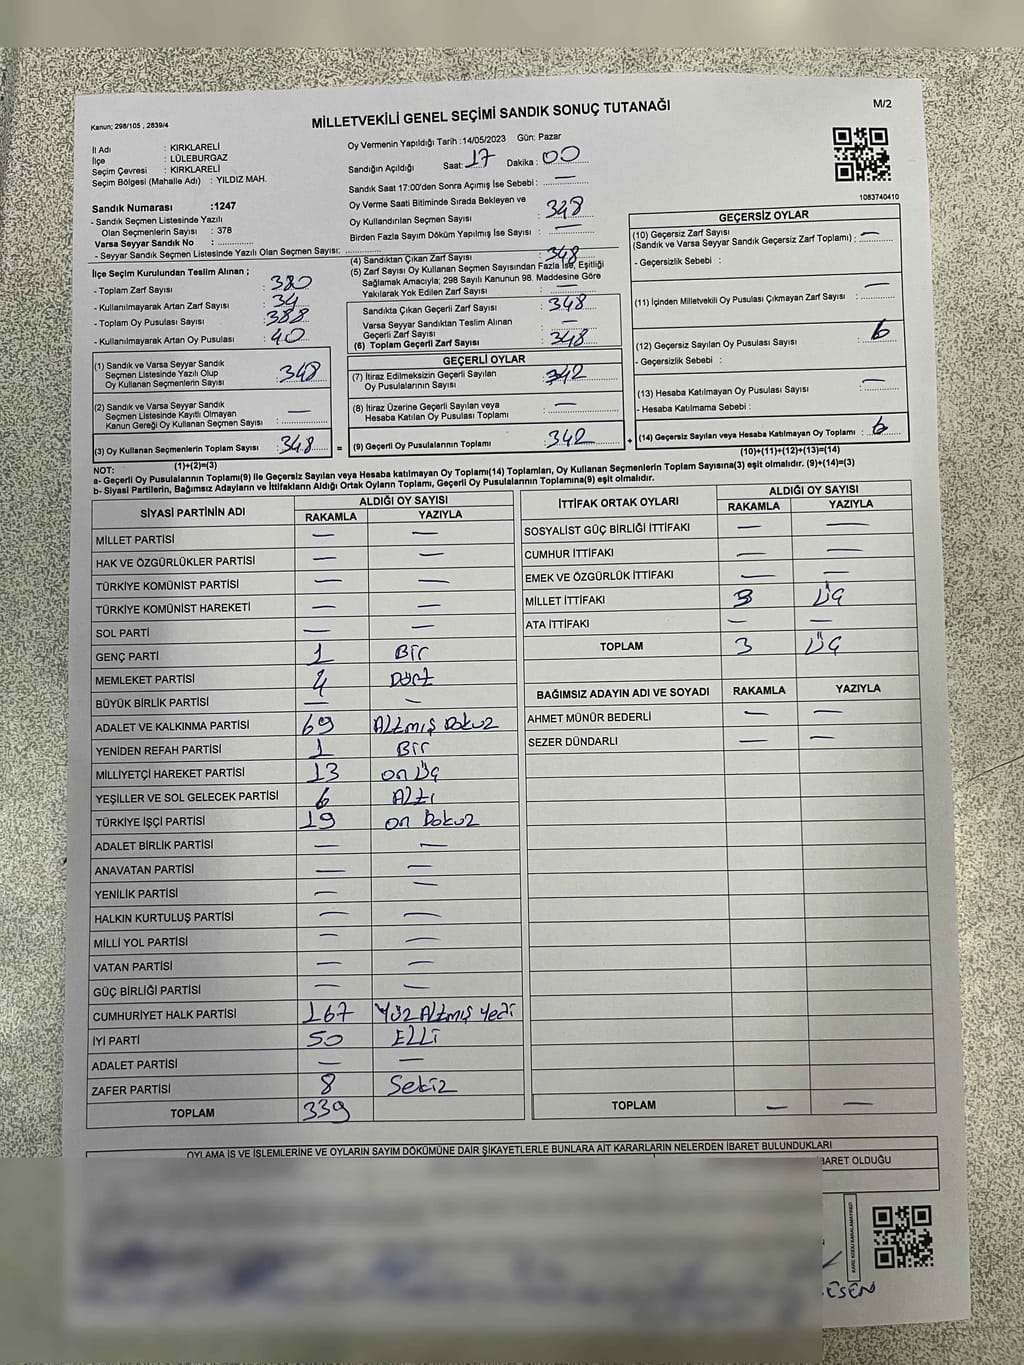 M/2
Kanun; 298/105 , 2839/4
MİLLETVEKİLİ GENEL SEÇİMİ SANDIK SONUÇ TUTANAĞI
İl Adı : KIRKLARELİ
İlçe : LÜLEBURGAZ
Seçim Çevresi : KIRKLARELİ
Seçim Bölgesi (Mahalle Adı) : YILDIZ MAH.
Sandık Numarası :1247
- Sandık Seçmen Listesinde Yazılı
Olan Seçmenlerin Sayısı : 378
Varsa Seyyar Sandık No :
- Seyyar Sandık Seçmen Listesinde Yazılı Olan Seçmen Sayısı:
İlçe Seçim Kurulundan Teslim Alınan ;
- Toplam Zarf Sayısı : 380
- Kullanılmayarak Artan Zarf Sayısı : 34
- Toplam Oy Pusulası Sayısı : 388
- Kullanılmayarak Artan Oy Pusulası : 40
(1) Sandık ve Varsa Seyyar Sandık
Seçmen Listesinde Yazılı Olup
Oy Kullanan Seçmenlerin Sayısı : 348
(2) Sandık ve Varsa Seyyar Sandık
Seçmen Listesinde Kayıtlı Olmayan
Kanun Gereği Oy Kullanan Seçmen Sayısı : —
(3) Oy Kullanan Seçmenlerin Toplam Sayısı : 348
(1)+(2)=(3)
Oy Vermenin Yapıldığı Tarih :14/05/2023 Gün: Pazar
Sandığın Açıldığı Saat: 17 Dakika : 00
Sandık Saat 17:00'den Sonra Açımış İse Sebebi : —
Oy Verme Saati Bitiminde Sırada Bekleyen ve
Oy Kullandırılan Seçmen Sayısı : 348
Birden Fazla Sayım Döküm Yapılmış İse Sayısı : —
(4) Sandıktan Çıkan Zarf Sayısı : 348
(5) Zarf Sayısı Oy Kullanan Seçmen Sayısından Fazla İse, Eşitliği
Sağlamak Amacıyla; 298 Sayılı Kanunun 98. Maddesine Göre
Yakılarak Yok Edilen Zarf Sayısı : —
Sandıkta Çıkan Geçerli Zarf Sayısı : 348
Varsa Seyyar Sandıktan Teslim Alınan
Geçerli Zarf Sayısı : —
(6) Toplam Geçerli Zarf Sayısı : 348
GEÇERLİ OYLAR
(7) İtiraz Edilmeksizin Geçerli Sayılan
Oy Pusulalarının Sayısı : 342
(8) İtiraz Üzerine Geçerli Sayılan veya
Hesaba Katılan Oy Pusulası Toplamı : —
= (9) Geçerli Oy Pusulalarının Toplamı : 342
1083740410
GEÇERSİZ OYLAR
(10) Geçersiz Zarf Sayısı
(Sandık ve Varsa Seyyar Sandık Geçersiz Zarf Toplamı) : —
- Geçersizlik Sebebi :
(11) İçinden Milletvekili Oy Pusulası Çıkmayan Zarf Sayısı : —
(12) Geçersiz Sayılan Oy Pusulası Sayısı : 6
- Geçersizlik Sebebi :
(13) Hesaba Katılmayan Oy Pusulası Sayısı : —
- Hesaba Katılmama Sebebi :
+ (14) Geçersiz Sayılan veya Hesaba Katılmayan Oy Toplamı : 6
(10)+(11)+(12)+(13)=(14)
NOT:
a- Geçerli Oy Pusulaları Toplamı(9) ile Geçersiz Sayılan veya Hesaba katılmayan Oy Toplamı(14) Toplamları, Oy Kullanan Seçmenlerin Toplam Sayısına(3) eşit olmalıdır. (9)+(14)=(3)
b- Siyasi Partilerin, Bağımsız Adayların ve İttifakların Aldığı Ortak Oyların Toplamı, Geçerli Oy Pusulalarının Toplamına(9) eşit olmalıdır.
SİYASİ PARTİNİN ADI ALDIĞI OY SAYISI
RAKAMLA YAZIYLA
MİLLET PARTİSİ — —
HAK VE ÖZGÜRLÜKLER PARTİSİ — —
TÜRKİYE KOMÜNİST PARTİSİ — —
TÜRKİYE KOMÜNİST HAREKETİ — —
SOL PARTİ — —
GENÇ PARTİ 1 Bir
MEMLEKET PARTİSİ 4 Dört
BÜYÜK BİRLİK PARTİSİ — —
ADALET VE KALKINMA PARTİSİ 69 Altmış Dokuz
YENİDEN REFAH PARTİSİ 1 Bir
MİLLİYETÇİ HAREKET PARTİSİ 13 on Üç
YEŞİLLER VE SOL GELECEK PARTİSİ 6 Altı
TÜRKİYE İŞÇİ PARTİSİ 19 on Dokuz
ADALET BİRLİK PARTİSİ — —
ANAVATAN PARTİSİ — —
YENİLİK PARTİSİ — —
HALKIN KURTULUŞ PARTİSİ — —
MİLLİ YOL PARTİSİ — —
VATAN PARTİSİ — —
GÜÇ BİRLİĞİ PARTİSİ — —
CUMHURİYET HALK PARTİSİ 167 Yüz Altmış Yedi
İYİ PARTİ 50 Elli
ADALET PARTİSİ — —
ZAFER PARTİSİ 8 Sekiz
TOPLAM 339
İTTİFAK ORTAK OYLARI ALDIĞI OY SAYISI
RAKAMLA YAZIYLA
SOSYALİST GÜÇ BİRLİĞİ İTTİFAKI — —
CUMHUR İTTİFAKI — —
EMEK VE ÖZGÜRLÜK İTTİFAKI — —
MİLLET İTTİFAKI 3 Üç
ATA İTTİFAKI — —
TOPLAM 3 Üç
BAĞIMSIZ ADAYIN ADI VE SOYADI RAKAMLA YAZIYLA
AHMET MÜNÜR BEDERLİ — —
SEZER DÜNDARLI — —
TOPLAM — —
OYLAMA İŞ VE İŞLEMLERİNE VE OYLARIN SAYIM DÖKÜMÜNE DAİR ŞİKAYETLERLE BUNLARA AİT KARARLARIN NELERDEN İBARET BULUNDUKLARI
BARET OLDUĞU
KARE KODU KARALAMAYINIZ!
ESEN